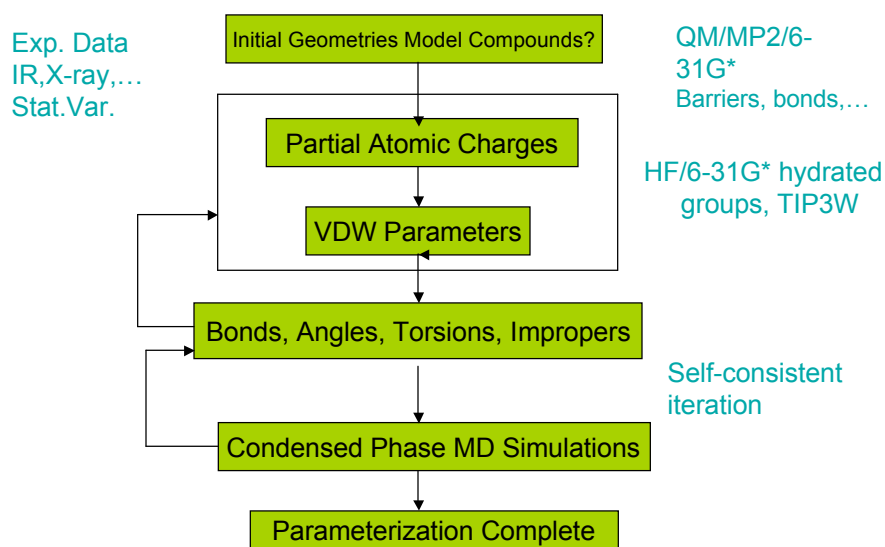 Exp. Data
IR,X-ray,…
Stat.Var.
Initial Geometries Model Compounds?
QM/MP2/6-
31G*
Barriers, bonds,…
Partial Atomic Charges
HF/6-31G* hydrated
groups, TIP3W
VDW Parameters
Bonds, Angles, Torsions, Impropers
Self-consistent
iteration
Condensed Phase MD Simulations
Parameterization Complete